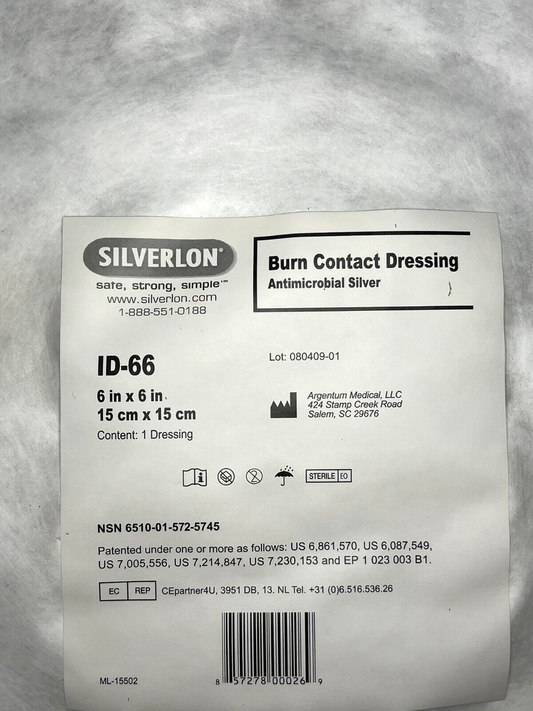 SILVERLON®
safe, strong, simple™
www.silverlon.com
1-888-551-0188
Burn Contact Dressing
Antimicrobial Silver
ID-66
6 in x 6 in.
15 cm x 15 cm
Content: 1 Dressing
Lot: 080409-01
Argentum Medical, LLC
424 Stamp Creek Road
Salem, SC 29676
STERILE EO
NSN 6510-01-572-5745
Patented under one or more as follows: US 6,861,570, US 6,087,549,
US 7,005,556, US 7,214,847, US 7,230,153 and EP 1 023 003 B1.
EC REP CEpartner4U, 3951 DB, 13. NL Tel. +31 (0)6.516.536.26
ML-15502
8 57278 00026 9